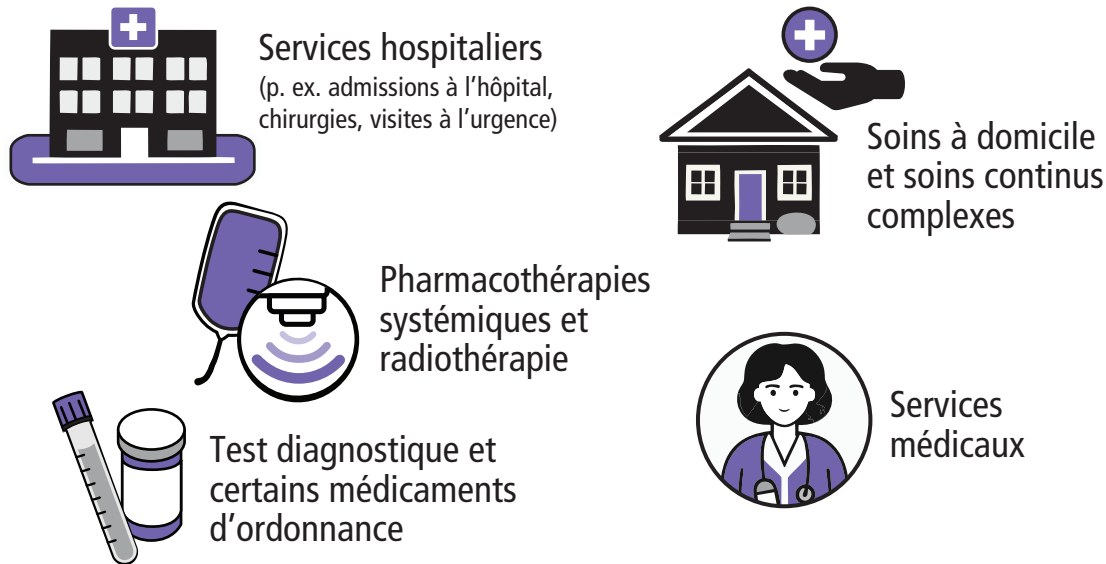 Services hospitaliers
(p. ex. admissions à l’hôpital,
chirurgies, visites à l’urgence)
Soins à domicile
et soins continus
complexes
Pharmacothérapies
systémiques et
radiothérapie
Services
médicaux
Test diagnostique et
certains médicaments
d’ordonnance